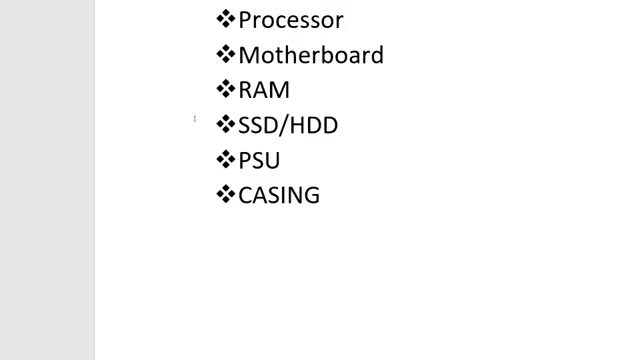 ❖Processor
❖Motherboard
❖RAM
❖SSD/HDD
❖PSU
❖CASING